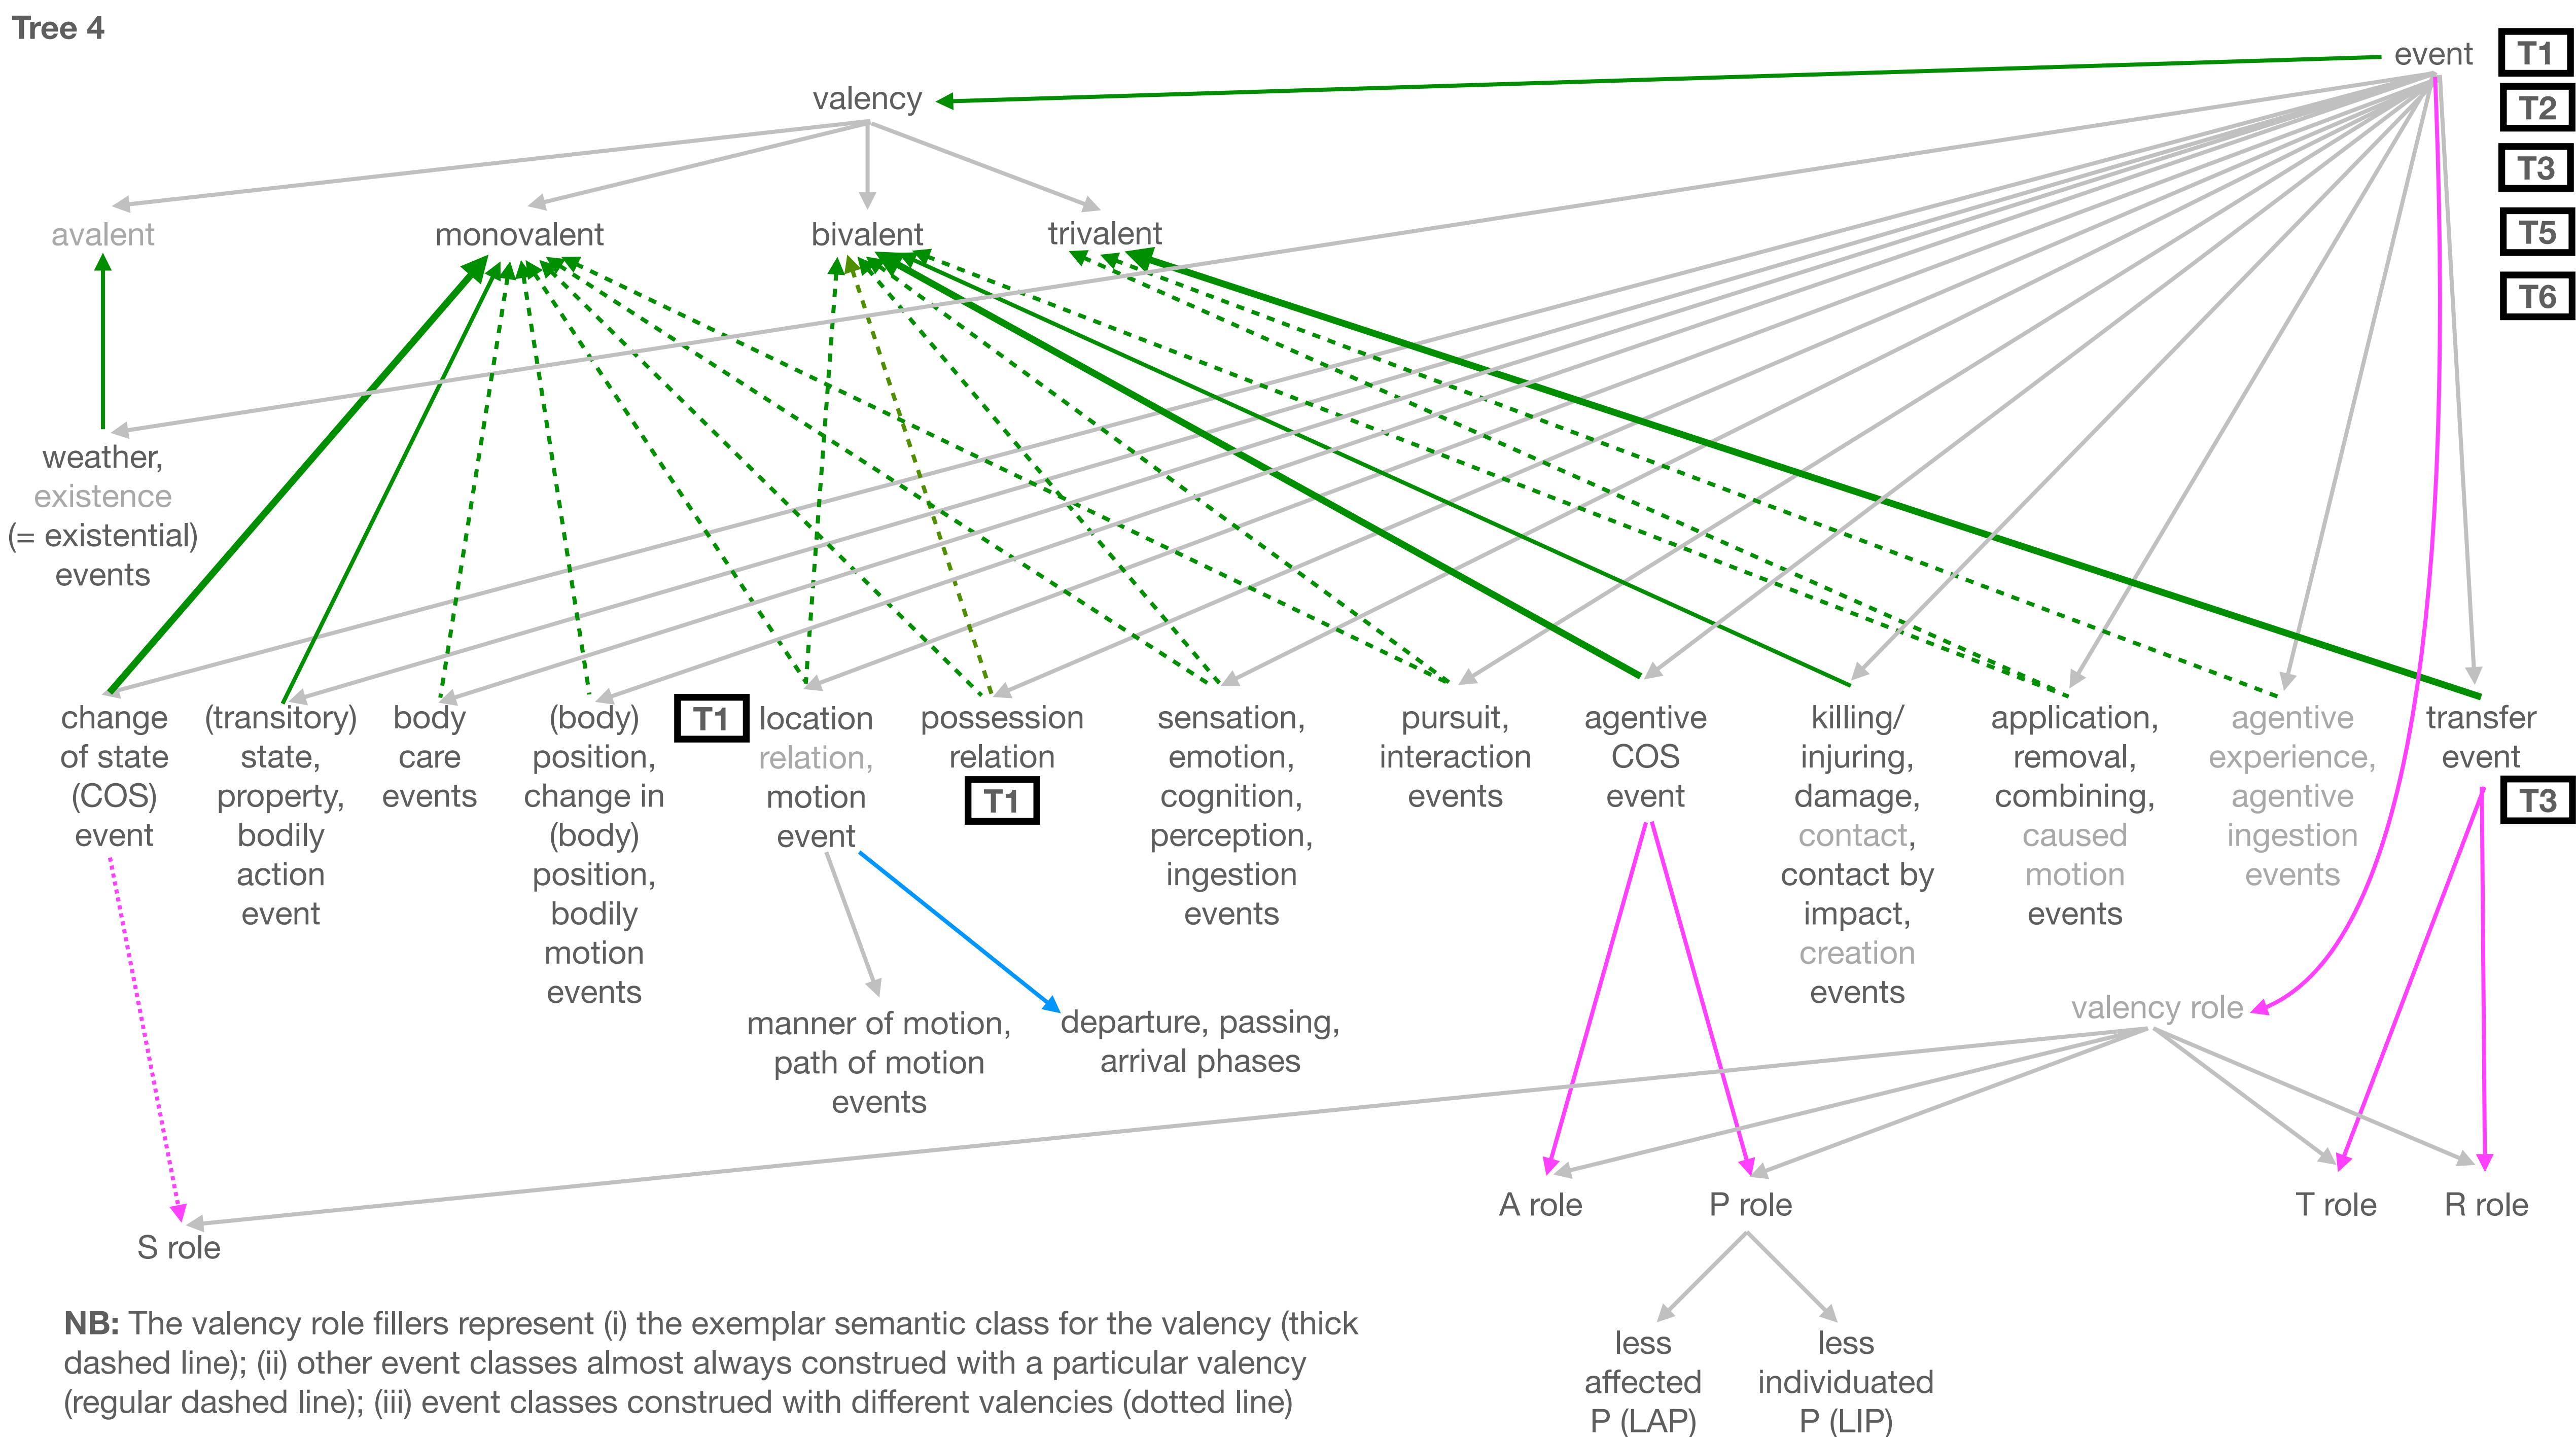 Tree 4
event
T1
T2
T3
T5
T6
valency
avalent
monovalent
bivalent
trivalent
weather,
existence
(= existential)
events
change
of state
(COS)
event
(transitory)
state,
property,
bodily
action
event
body
care
events
(body)
position,
change in
(body)
position,
bodily
motion
events
T1
location
relation,
motion
event
possession
relation
T1
sensation,
emotion,
cognition,
perception,
ingestion
events
pursuit,
interaction
events
agentive
COS
event
killing/
injuring,
damage,
contact,
contact by
impact,
creation
events
application,
removal,
combining,
caused
motion
events
agentive
experience,
agentive
ingestion
events
transfer
event
T3
manner of motion,
path of motion
events
departure, passing,
arrival phases
valency role
S role
A role
P role
T role
R role
less
affected
P (LAP)
less
individuated
P (LIP)
NB: The valency role fillers represent (i) the exemplar semantic class for the valency (thick
dashed line); (ii) other event classes almost always construed with a particular valency
(regular dashed line); (iii) event classes construed with different valencies (dotted line)